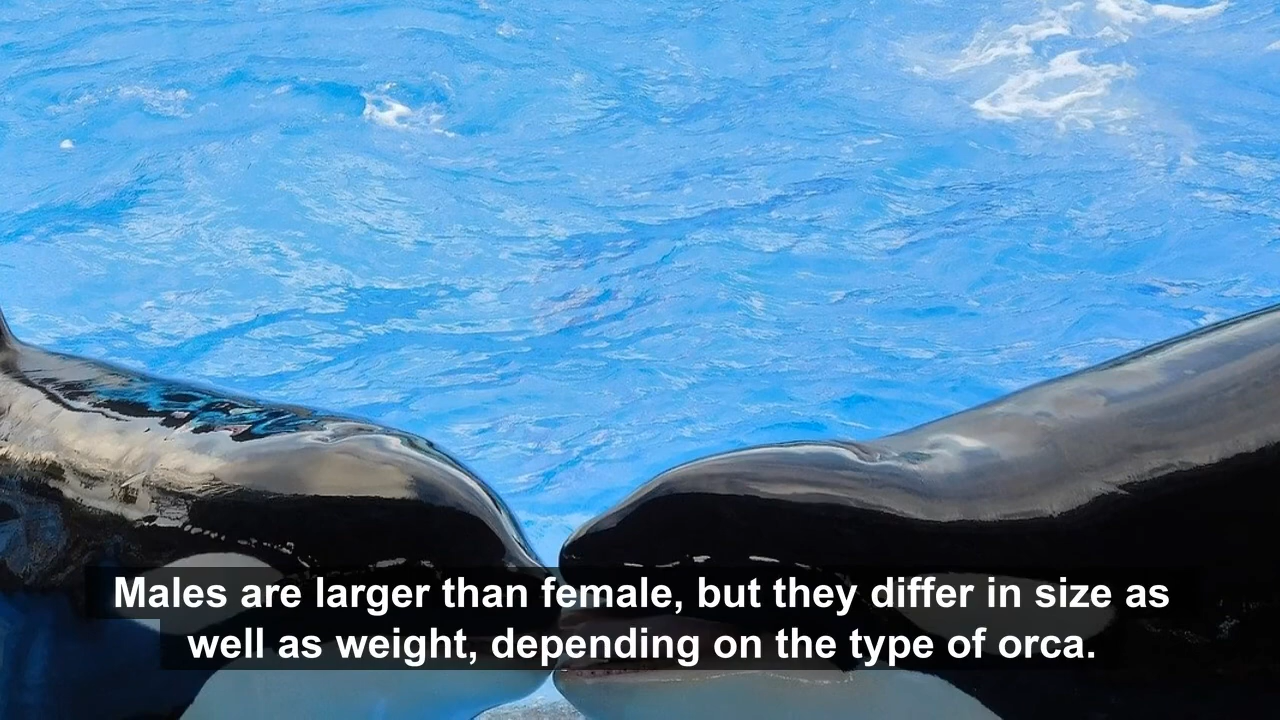 Males are larger than female, but they differ in size as
well as weight, depending on the type of orca.